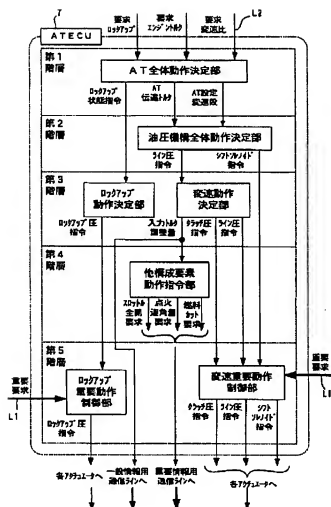 7
ATECU
要求
ロックアップ
要求
エンジントルク
要求
変速比
L2
第1
階層
AT全体動作決定部
ロックアップ
状態指令
AT
伝達トルク
AT設定
変速段
第2
階層
油圧機構全体動作決定部
ライン圧
指令
シフトソレノイド
指令
第3
階層
ロックアップ
動作決定部
変速動作
決定部
ロックアップ圧
指令
入力トルク
調整量
クラッチ圧
指令
ライン圧
指令
第4
階層
他構成要素
動作指令部
スロットル
全閉
要求
点火
遅角量
要求
燃料
カット
要求
第5
階層
重要
要求
L1
ロックアップ
重要動作
制御部
変速重要動作
制御部
重要
要求
ロックアップ圧
指令
クラッチ圧
指令
ライン圧
指令
シフト
ソレノイド
指令
各アクチュエータへ
一般情報用
通信ラインへ
重要情報用
通信ラインへ
各アクチュエータへ